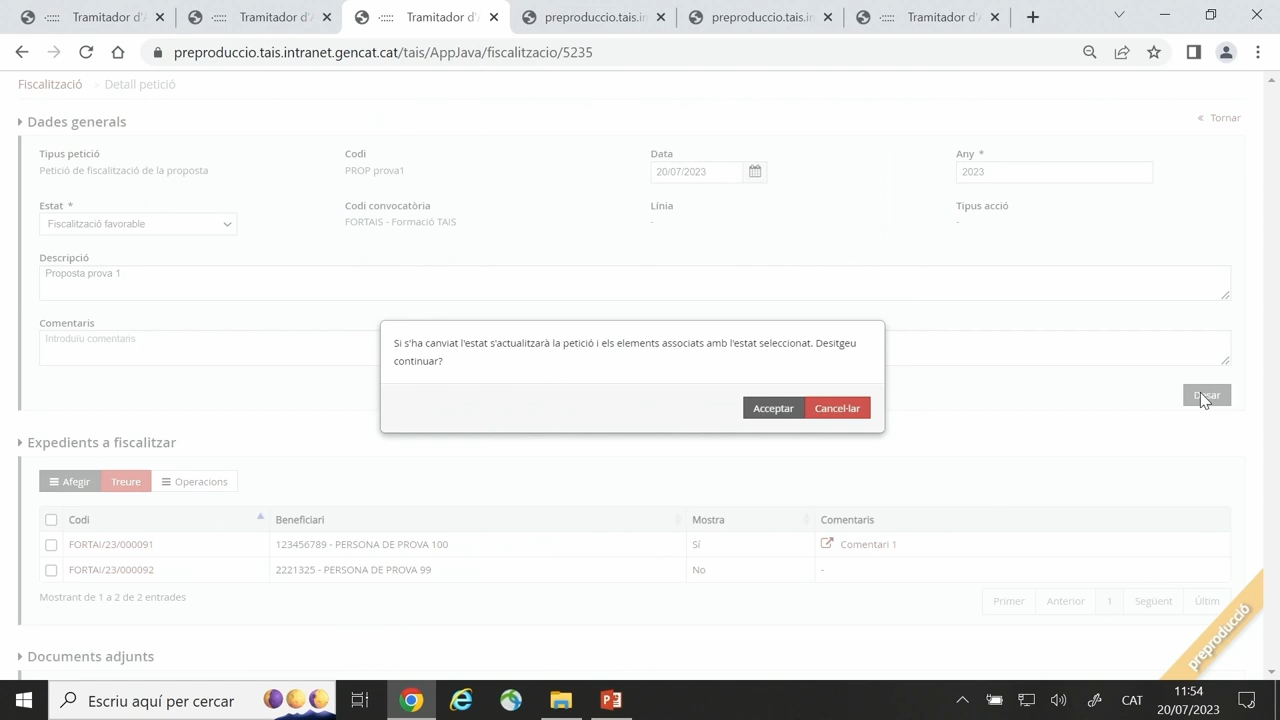 Tramitador d'A
Tramitador d'A
Tramitador d'A
preproduccio.tais.in
preproduccio.tais.i
Tramitador d'A
preproduccio.tais.intranet.gencat.cat/tais/AppJava/fiscalitzacio/5235
Fiscalització » Detall petició
Dades generals
« Tornar
Tipus petició Codi Data Any *
Petició de fiscalització de la proposta PROP prova1 20/07/2023 2023
Estat * Codi convocatòria Línia Tipus acció
Fiscalització favorable FORTAIS - Formació TAIS - -
Descripció
Proposta prova 1
Comentaris
Introduïu comentaris
Si s'ha canviat l'estat s'actualitzarà la petició i els elements associats amb l'estat seleccionat. Desitgeu
continuar?
Desar
Acceptar Cancel·lar
Expedients a fiscalitzar
Afegir Treure Operacions
Codi Beneficiari Mostra Comentaris
FORTAI/23/000091 123456789 - PERSONA DE PROVA 100 Sí Comentari 1
FORTAI/23/000092 2221325 - PERSONA DE PROVA 99 No -
Mostrant de 1 a 2 de 2 entrades
Primer Anterior 1 Següent Últim
preproducció
Documents adjunts
Escriu aquí per cercar
CAT
11:54
20/07/2023